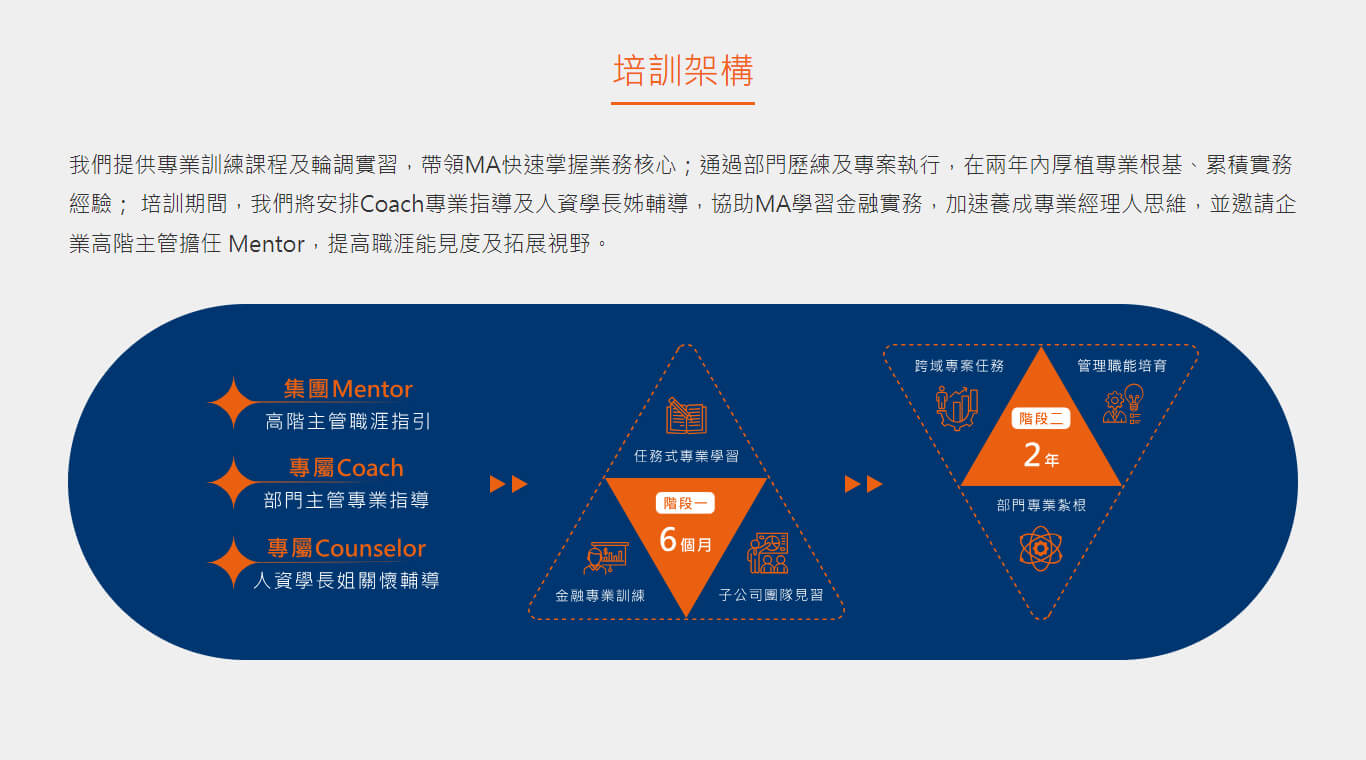 培訓架構
我們提供專業訓練課程及輪調實習，帶領MA快速掌握業務核心；通過部門歷練及專案執行，在兩年內厚植專業根基、累積實務
經驗； 培訓期間，我們將安排Coach專業指導及人資學長姊輔導，協助MA學習金融實務，加速養成專業經理人思維，並邀請企
業高階主管擔任 Mentor，提高職涯能見度及拓展視野。
集團Mentor
高階主管職涯指引
專屬Coach
部門主管專業指導
專屬Counselor
人資學長姐關懷輔導
任務式專業學習
階段一
6個月
金融專業訓練
子公司團隊見習
跨域專案任務
管理職能培育
階段二
2年
部門專業紮根